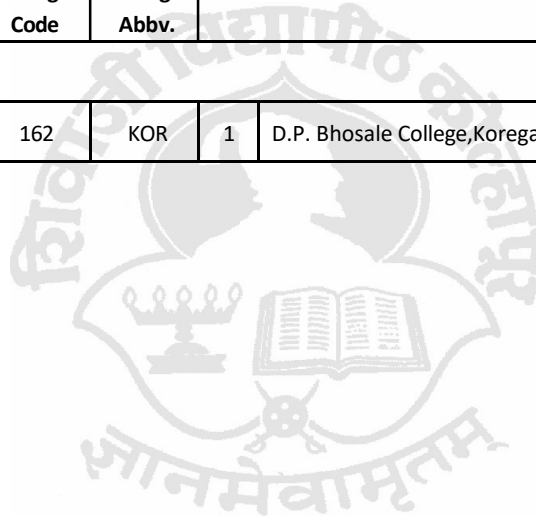 Code Abbv.
162 KOR 1 D.P. Bhosale College,Korega
शिवाजी विद्यापीठ कोल्हापूर
ज्ञानमेवामृतम्